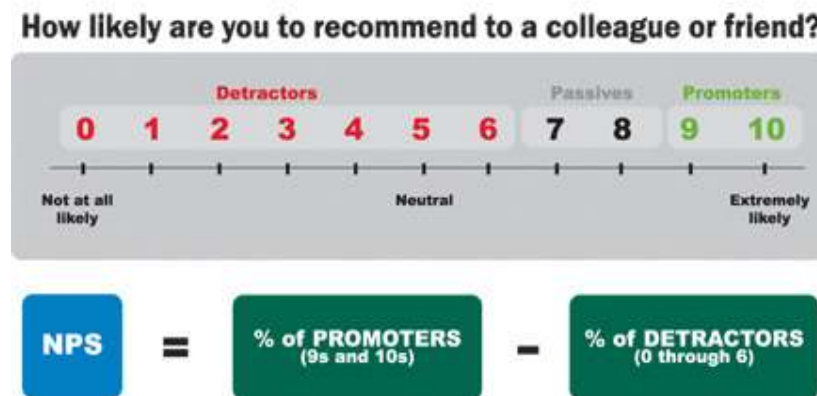 How likely are you to recommend to a colleague or friend?
Detractors Passives Promoters
0 1 2 3 4 5 6 7 8 9 10
Not at all likely Neutral Extremely likely
NPS = % of PROMOTERS (9s and 10s) - % of DETRACTORS (0 through 6)